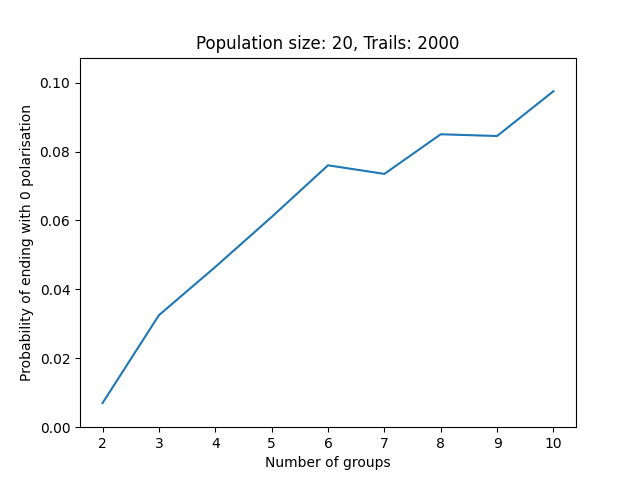 Population size: 20, Trails: 2000
Probability of ending with 0 polarisation
0.10
0.08
0.06
0.04
0.02
0.00
2 3 4 5 6 7 8 9 10
Number of groups